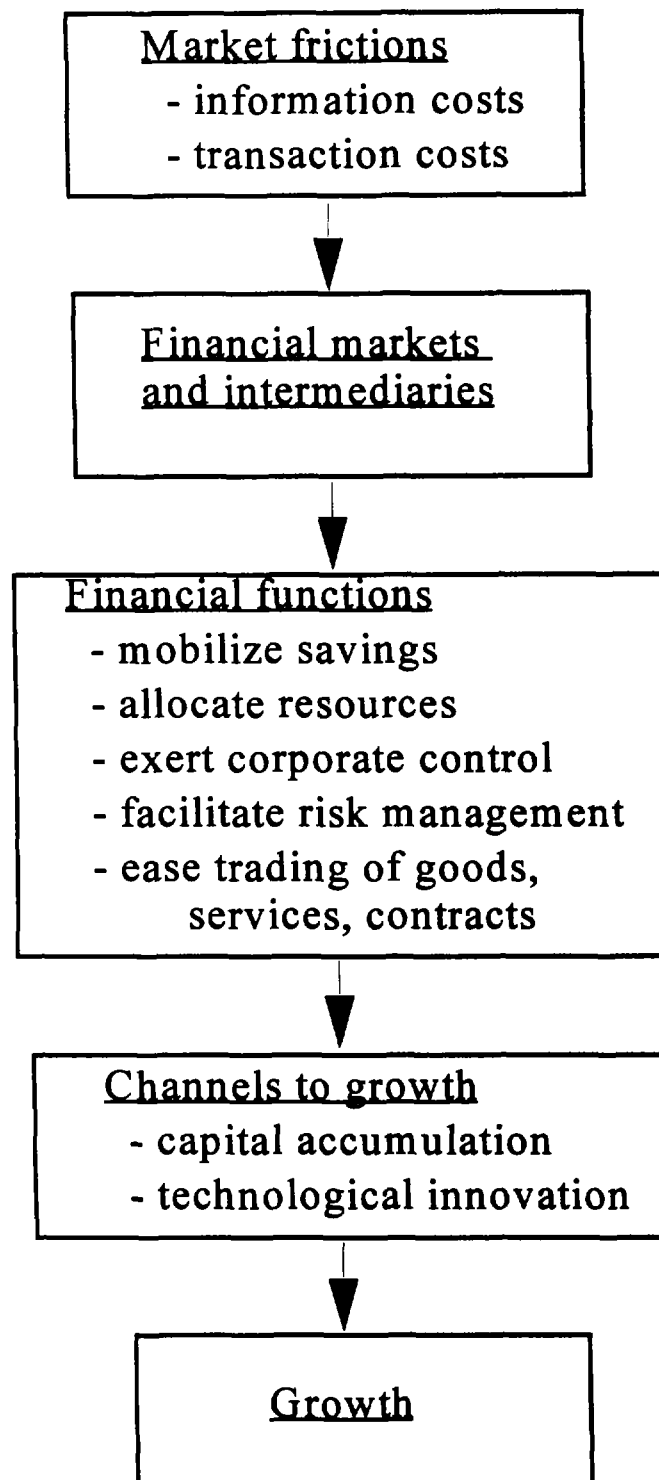 Market frictions
- information costs
- transaction costs
Financial markets
and intermediaries
Financial functions
- mobilize savings
- allocate resources
- exert corporate control
- facilitate risk management
- ease trading of goods,
services, contracts
Channels to growth
- capital accumulation
- technological innovation
Growth